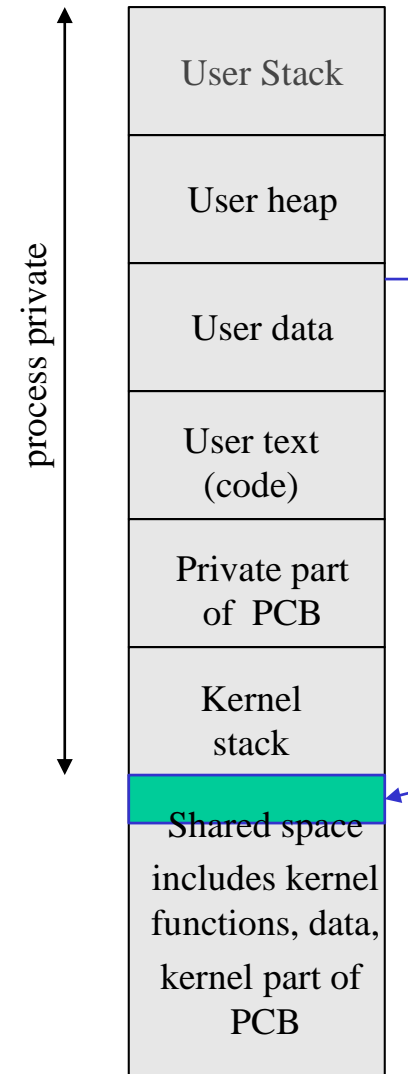 User Stack
User heap
process private
User data
User text
(code)
Private part
of PCB
Kernel
stack
Shared space
includes kernel
functions, data,
kernel part of
PCB